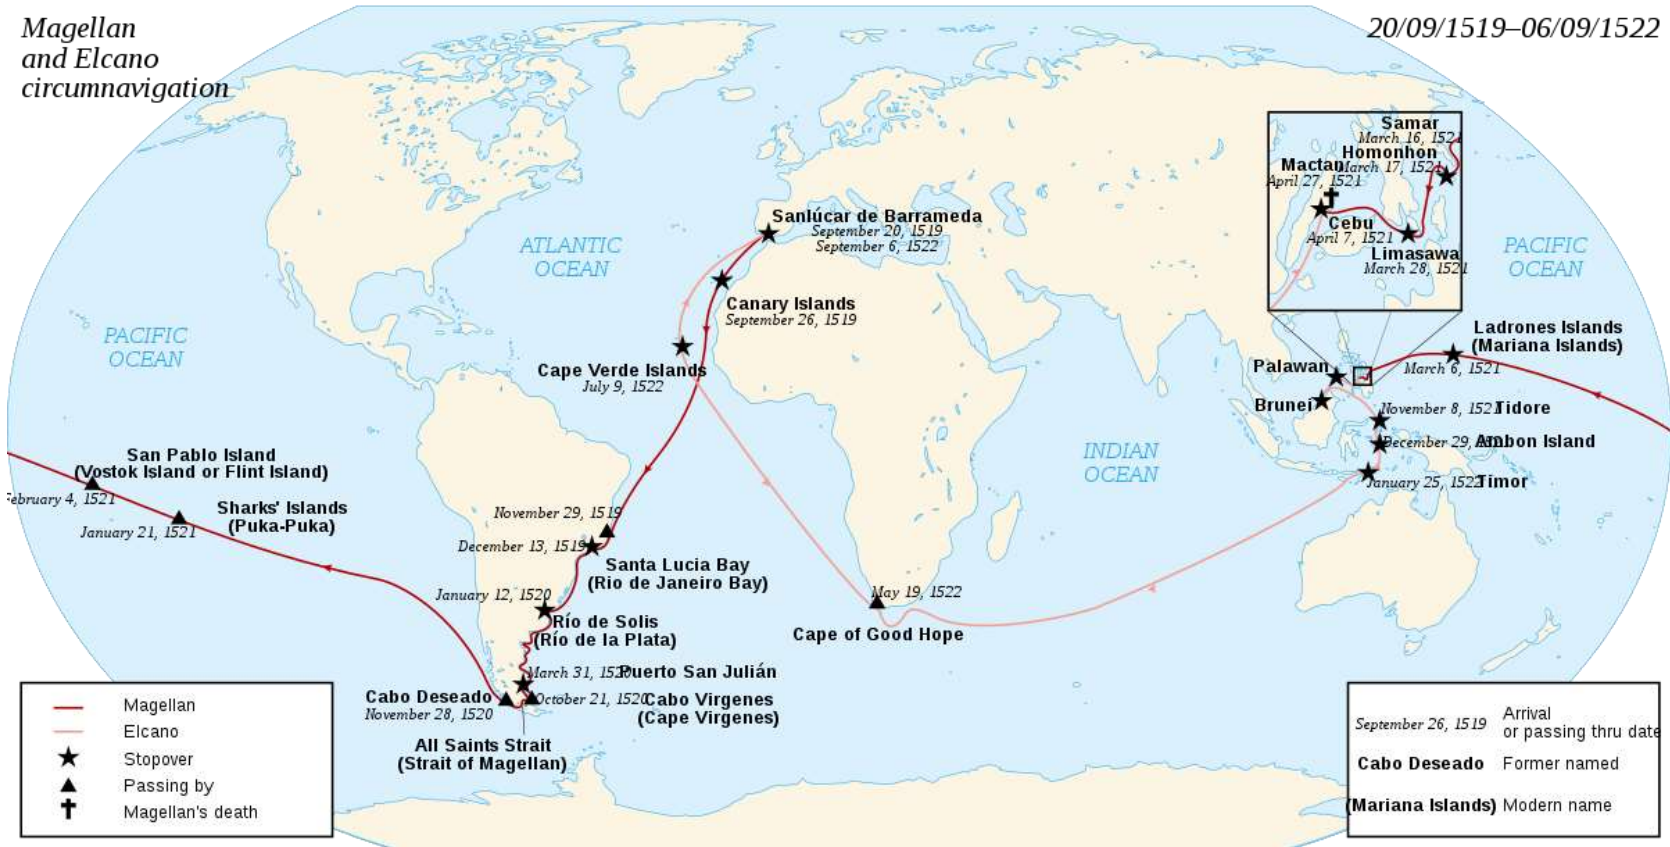 Magellan
and Elcano
circumnavigation
20/09/1519–06/09/1522
Samar
March 16, 1521
Homonhon
March 17, 1521
Mactan
April 27, 1521
Cebu
April 7, 1521
Limasawa
March 28, 1521
Sanlúcar de Barrameda
September 20, 1519
September 6, 1522
ATLANTIC
OCEAN
PACIFIC
OCEAN
Canary Islands
September 26, 1519
PACIFIC
OCEAN
Ladrones Islands
(Mariana Islands)
March 6, 1521
Cape Verde Islands
July 9, 1522
Palawan
Brunei
November 8, 1521
Tidore
December 29, 1521
Ambon Island
INDIAN
OCEAN
January 25, 1522
Timor
San Pablo Island
(Vostok Island or Flint Island)
February 4, 1521
Sharks' Islands
(Puka-Puka)
January 21, 1521
November 29, 1519
December 13, 1519
Santa Lucia Bay
(Rio de Janeiro Bay)
January 12, 1520
Río de Solis
(Río de la Plata)
May 19, 1522
Cape of Good Hope
March 31, 1520
Puerto San Julián
Cabo Deseado
November 28, 1520
October 21, 1520
Cabo Virgenes
(Cape Virgenes)
All Saints Strait
(Strait of Magellan)
Magellan
Elcano
Stopover
Passing by
Magellan's death
September 26, 1519 Arrival
or passing thru date
Cabo Deseado Former named
(Mariana Islands) Modern name